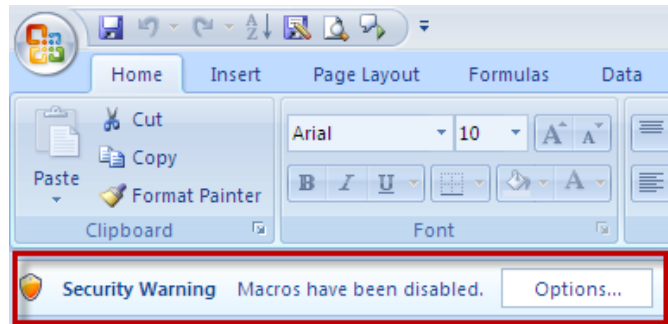 Home Insert Page Layout Formulas Data
Cut
Arial 10 A A
Copy
Paste
Format Painter
B I U A
Clipboard Font
Security Warning Macros have been disabled. Options...